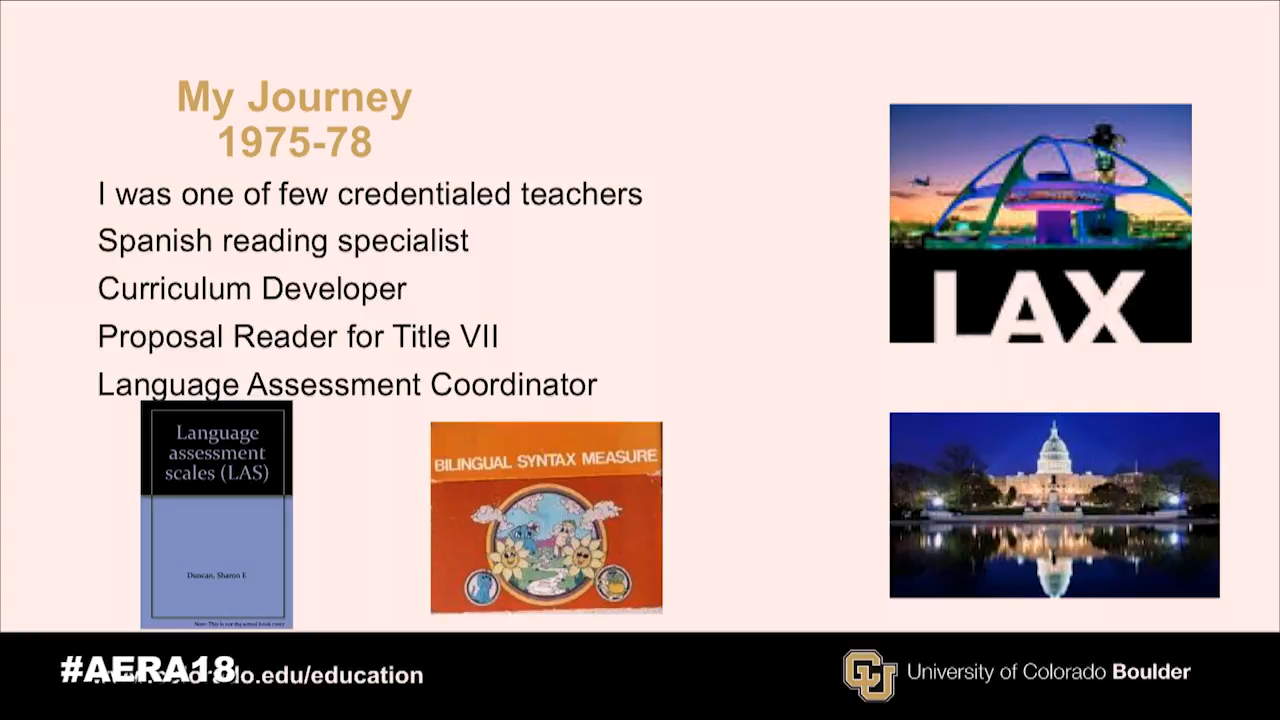 My Journey
1975-78
I was one of few credentialed teachers
Spanish reading specialist
Curriculum Developer
Proposal Reader for Title VII
Language Assessment Coordinator
Language
assessment
scales (LAS)
Duncan, Sharon E
Note: This is not the actual book cover
BILINGUAL SYNTAX MEASURE
LAX
#AERA18
.edu/education
CU
University of Colorado Boulder